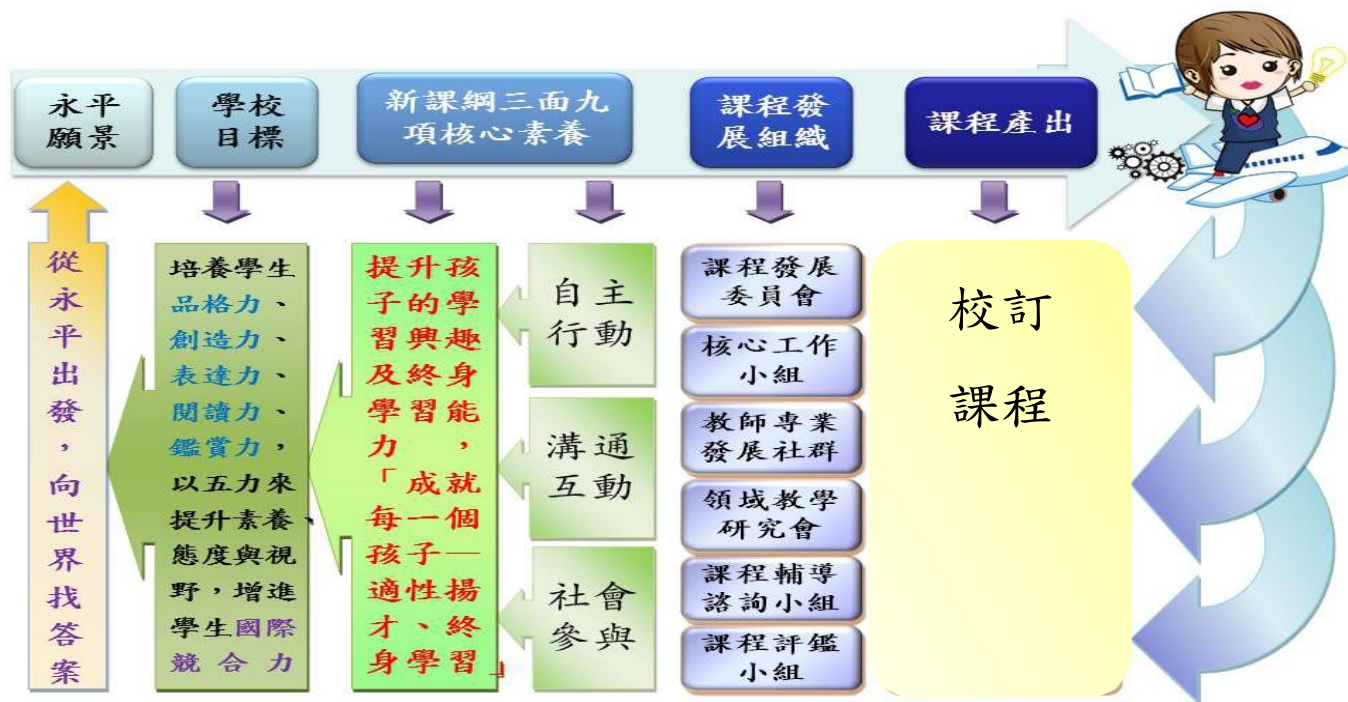 永平
願景
學校
目標
新課綱三面九
項核心素養
課程發
展組織
課程產出
從永平出發，向世界找答案
培養學生
品格力、
創造力、
表達力、
閱讀力、
鑑賞力，
以五力來
提升素養、
態度與視
野，增進
學生國際
競合力
提升孩
子的學
習興趣
及終身
學習能
力，
「成就
每一個
孩子—
適性揚
才、終
身學習」
自主
行動
溝通
互動
社會
參與
課程發展
委員會
核心工作
小組
教師專業
發展社群
領域教學
研究會
課程輔導
諮詢小組
課程評鑑
小組
校訂
課程